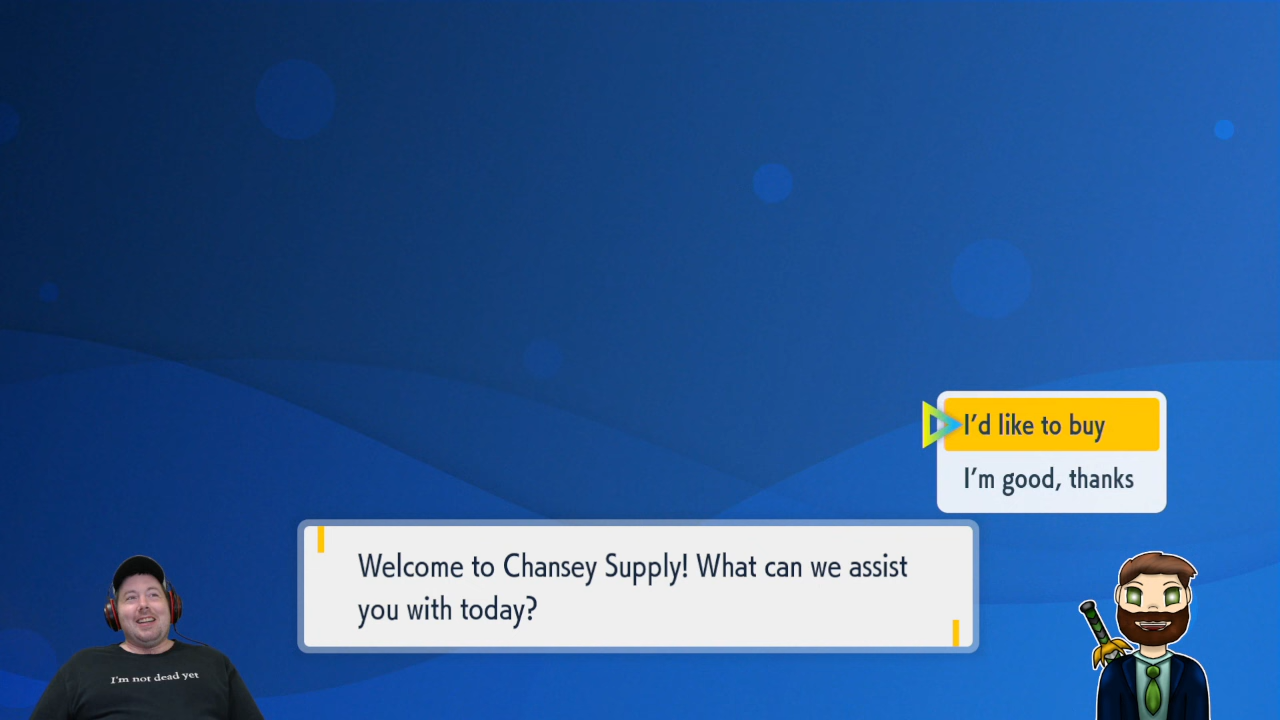 I'd like to buy
I'm good, thanks
Welcome to Chansey Supply! What can we assist
you with today?
I'm not dead yet